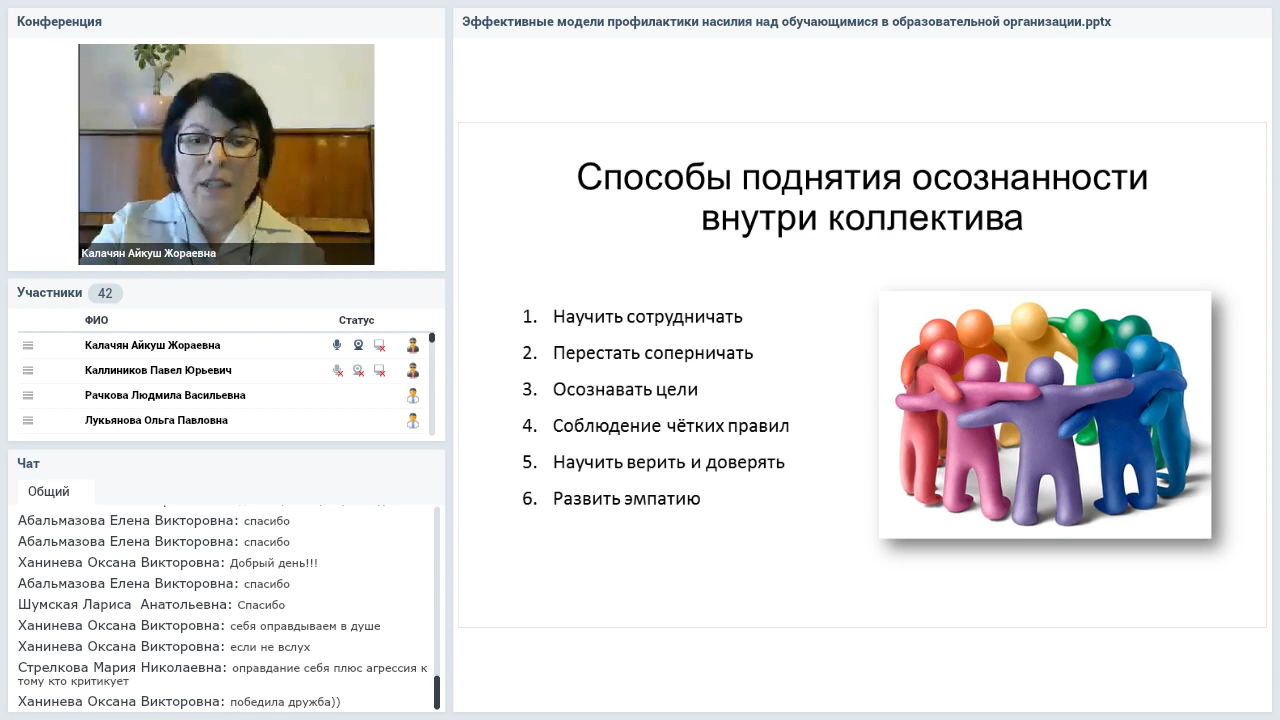 Конференция
Калачян Айкуш Жораевна
Участники 42
ФИО Статус
Калачян Айкуш Жораевна
Каллиников Павел Юрьевич
Рачкова Людмила Васильевна
Лукьянова Ольга Павловна
Чат
Общий
Абальмазова Елена Викторовна: спасибо
Абальмазова Елена Викторовна: спасибо
Ханинева Оксана Викторовна: Добрый день!!!
Абальмазова Елена Викторовна: спасибо
Шумская Лариса Анатольевна: Спасибо
Ханинева Оксана Викторовна: себя оправдываем в душе
Ханинева Оксана Викторовна: если не вслух
Стрелкова Мария Николаевна: оправдание себя плюс агрессия к
тому кто критикует
Ханинева Оксана Викторовна: победила дружба))
Эффективные модели профилактики насилия над обучающимися в образовательной организации.pptx
Способы поднятия осознанности
внутри коллектива
1. Научить сотрудничать
2. Перестать соперничать
3. Осознавать цели
4. Соблюдение чётких правил
5. Научить верить и доверять
6. Развить эмпатию